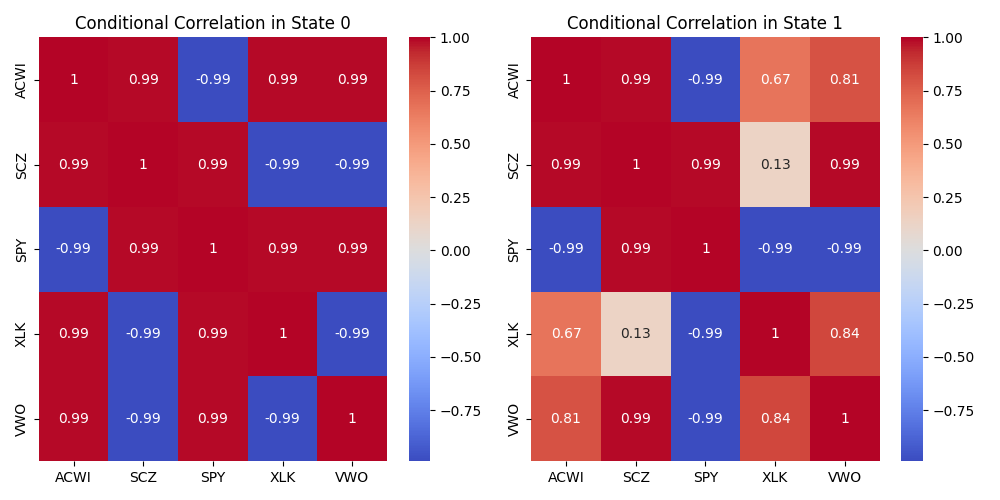 Conditional Correlation in State 0
ACWI 1 0.99 -0.99 0.99 0.99
SCZ 0.99 1 0.99 -0.99 -0.99
SPY -0.99 0.99 1 0.99 0.99
XLK 0.99 -0.99 0.99 1 -0.99
VWO 0.99 -0.99 0.99 -0.99 1
ACWI SCZ SPY XLK VWO
1.00
0.75
0.50
0.25
0.00
−0.25
−0.50
−0.75
Conditional Correlation in State 1
ACWI 1 0.99 -0.99 0.67 0.81
SCZ 0.99 1 0.99 0.13 0.99
SPY -0.99 0.99 1 -0.99 -0.99
XLK 0.67 0.13 -0.99 1 0.84
VWO 0.81 0.99 -0.99 0.84 1
ACWI SCZ SPY XLK VWO
1.00
0.75
0.50
0.25
0.00
−0.25
−0.50
−0.75